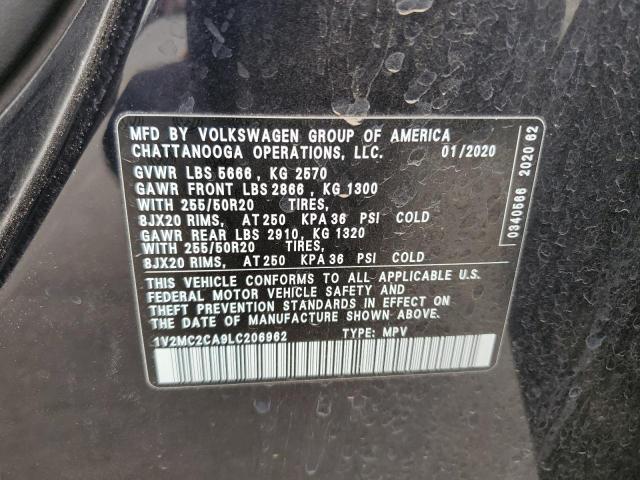 MFD BY VOLKSWAGEN GROUP OF AMERICA
CHATTANOOGA OPERATIONS, LLC. 01/2020
GVWR LBS 5666 , KG 2570
GAWR FRONT LBS 2866 , KG 1300
WITH 255/50R20 TIRES,
8JX20 RIMS, AT 250 KPA 36 PSI COLD
GAWR REAR LBS 2910, KG 1320
WITH 255/50R20 TIRES,
8JX20 RIMS, AT 250 KPA 36 PSI COLD
THIS VEHICLE CONFORMS TO ALL APPLICABLE U.S.
FEDERAL MOTOR VEHICLE SAFETY AND
THEFT PREVENTION STANDARDS IN EFFECT ON
THE DATE OF MANUFACTURE SHOWN ABOVE.
1V2MC2CA9LC206962 TYPE: MPV
0340566 2020 62